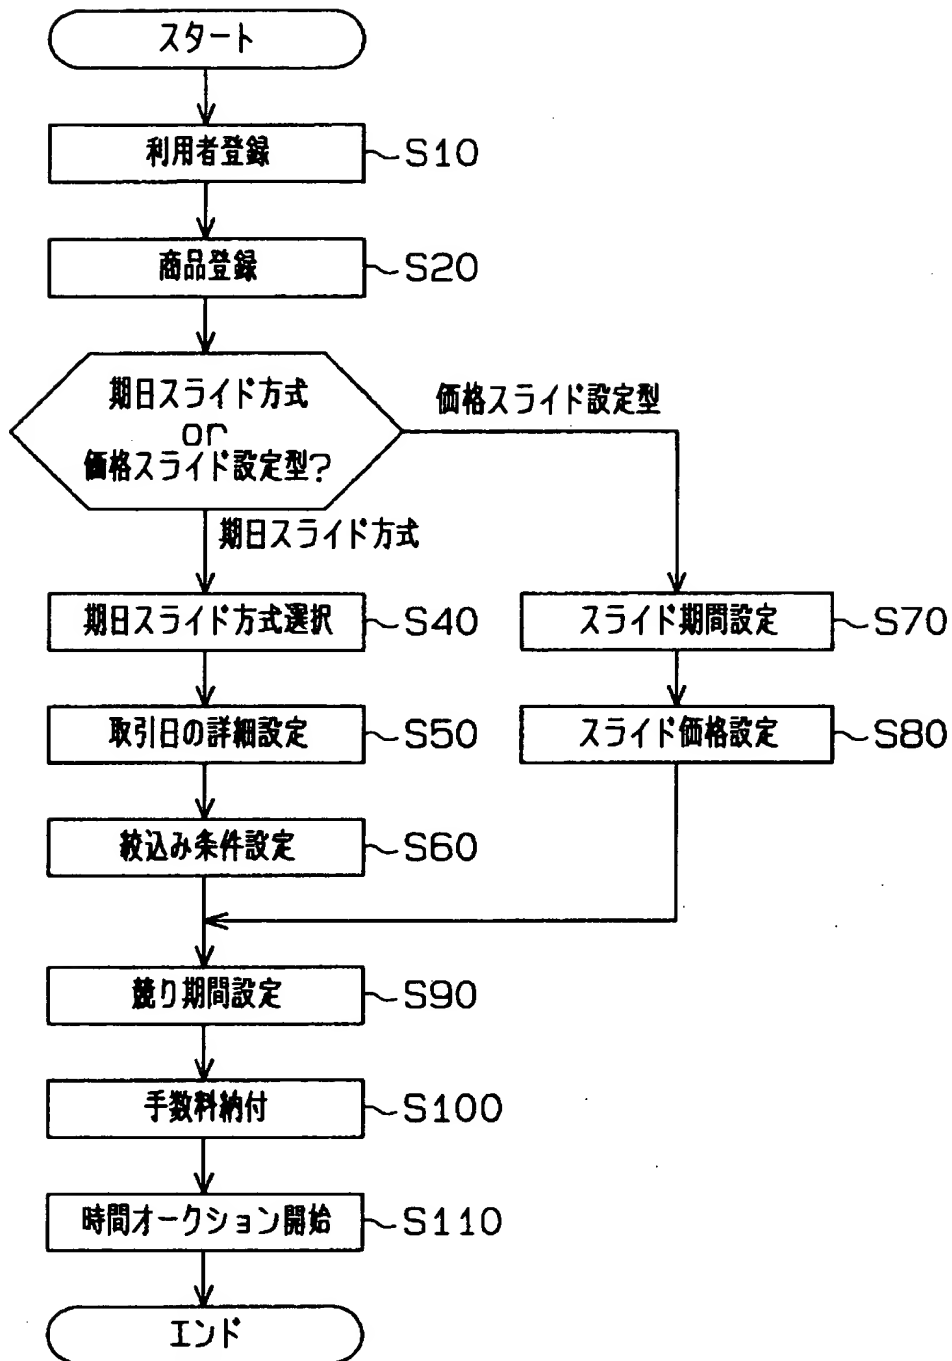 スタート
利用者登録
S10
商品登録
S20
期日スライド方式
or
価格スライド設定型?
価格スライド設定型
期日スライド方式
期日スライド方式選択
S40
スライド期間設定
S70
取引日の詳細設定
S50
スライド価格設定
S80
絞込み条件設定
S60
競り期間設定
S90
手数料納付
S100
時間オークション開始
S110
エンド